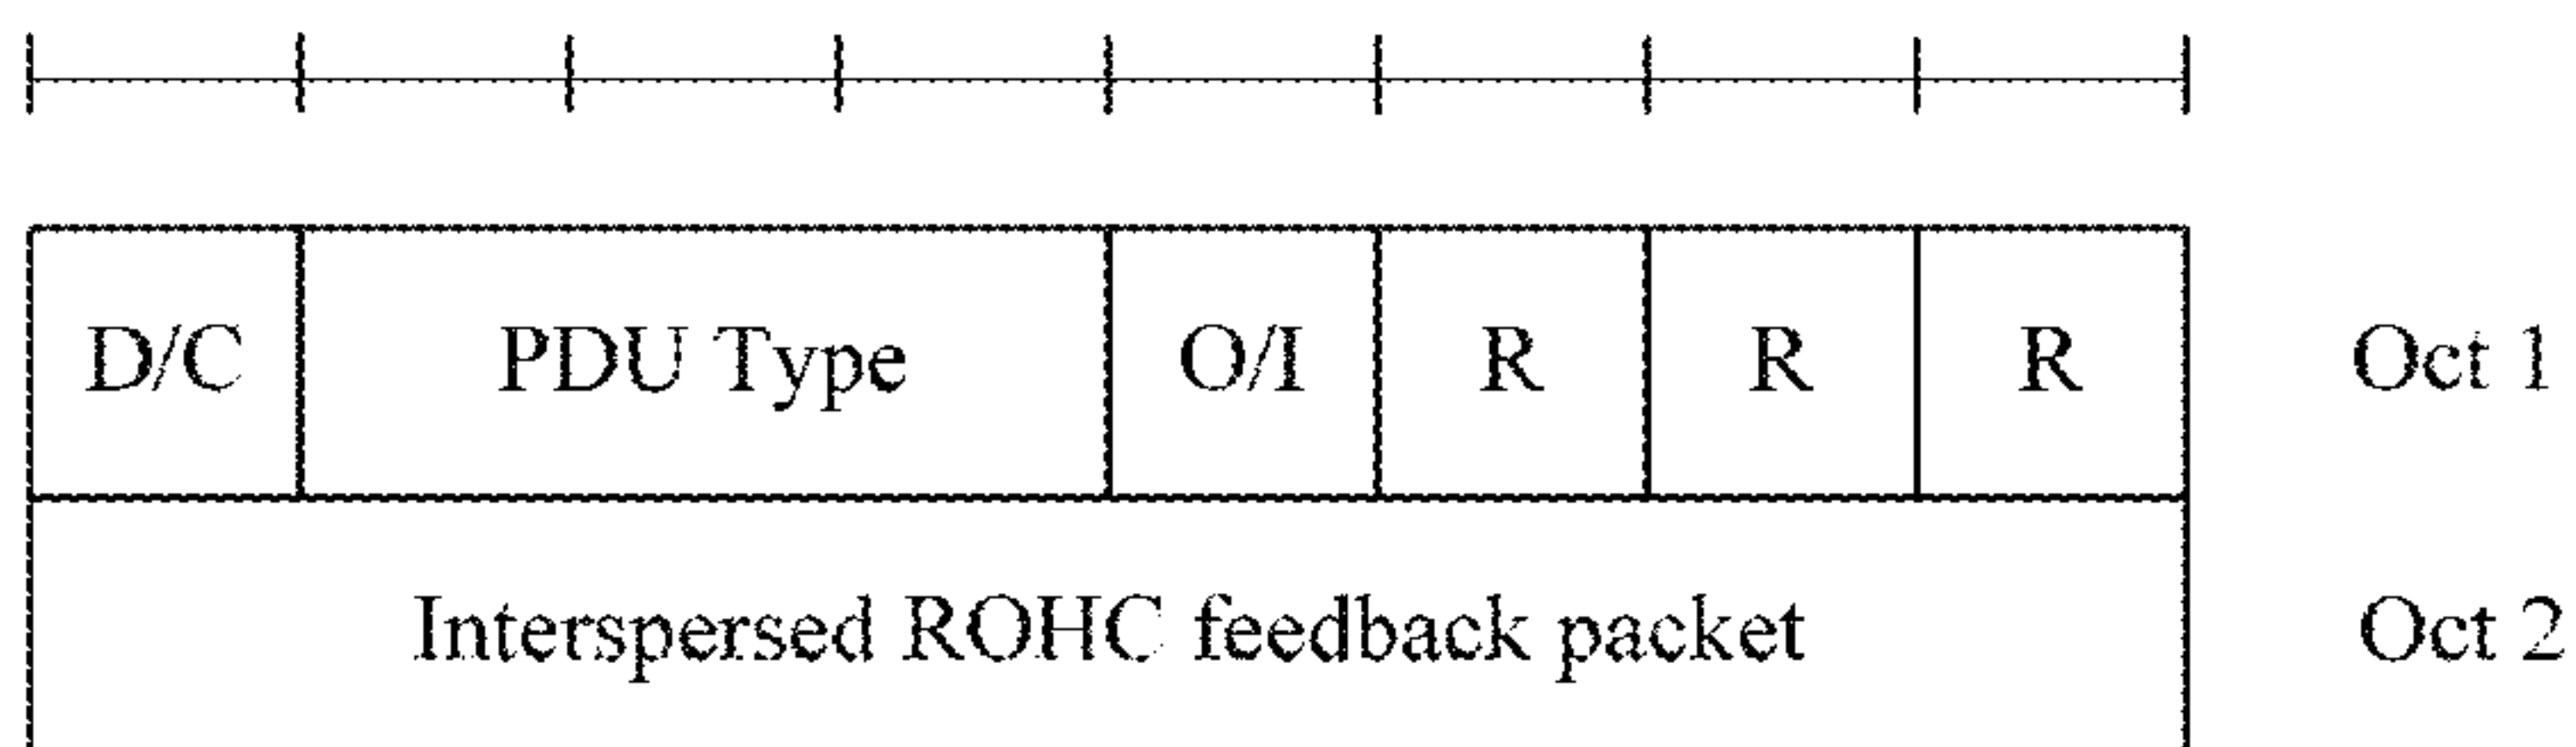 D/C PDU Type O/I R R R Oct 1
Interspersed ROHC feedback packet Oct 2